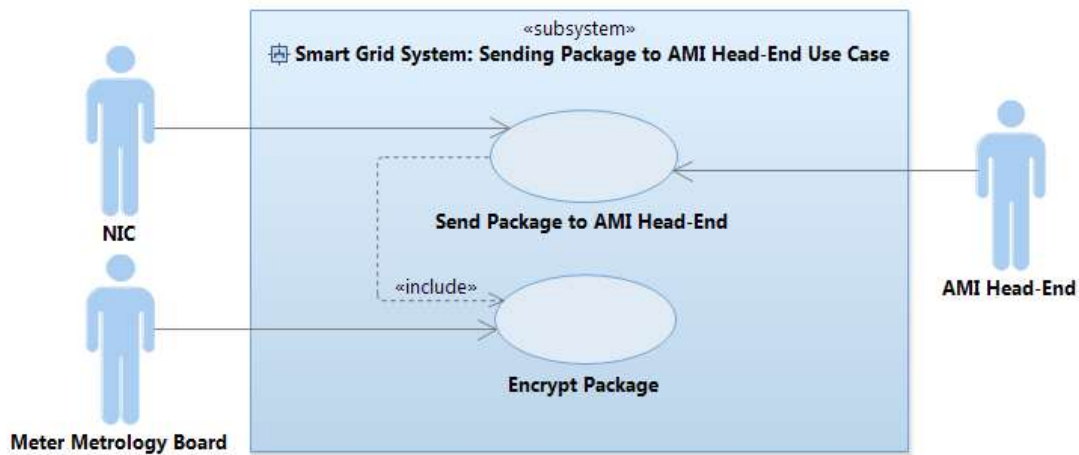 «subsystem»
Smart Grid System: Sending Package to AMI Head-End Use Case
NIC
Send Package to AMI Head-End
«include»
AMI Head-End
Encrypt Package
Meter Metrology Board